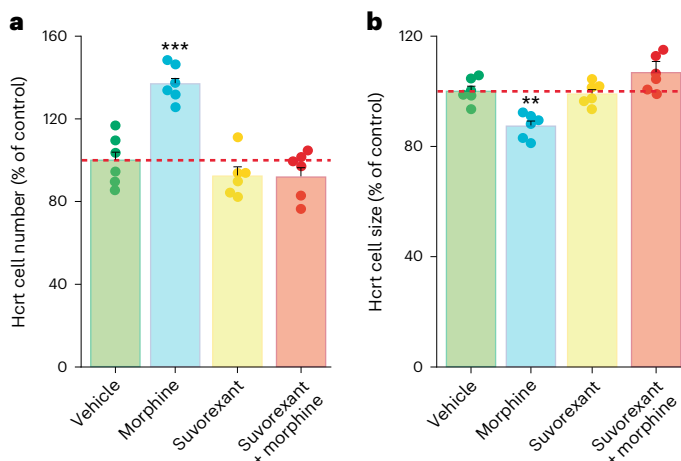 a
Hcrt cell number (% of control)
160
120
80
40
0
***
Vehicle
Morphine
Suvorexant
Suvorexant
+ morphine
b
Hcrt cell size (% of control)
120
80
40
0
**
Vehicle
Morphine
Suvorexant
Suvorexant
+ morphine